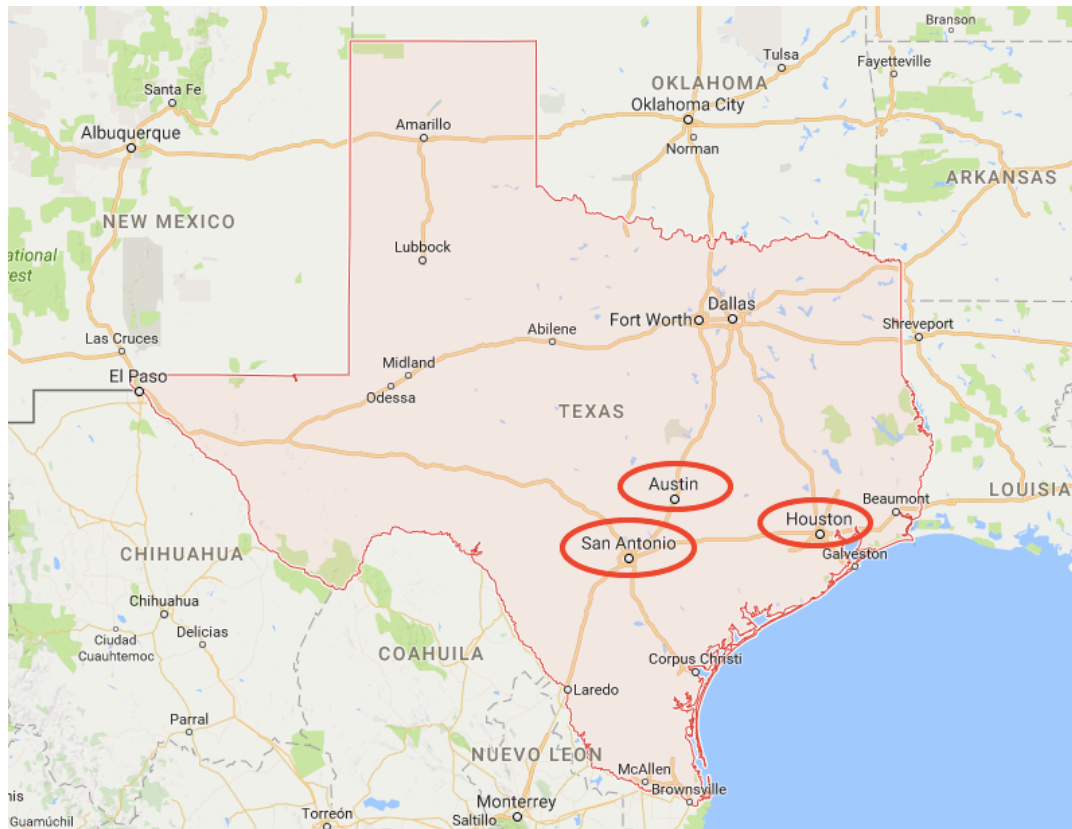 Branson
Tulsa
Fayetteville
OKLAHOMA
Santa Fe
Oklahoma City
Amarillo
Albuquerque
Norman
ARKANSAS
NEW MEXICO
Lubbock
ational
rest
Dallas
Fort Worth
Shreveport
Abilene
Las Cruces
Midland
El Paso
Odessa
TEXAS
Austin
LOUISIA
Beaumont
Houston
San Antonio
CHIHUAHUA
Galveston
Chihuahua
Ciudad
Cuauhtemoc
Delicias
COAHUILA
Corpus Christi
Laredo
Parral
NUEVO LEON
McAllen
Brownsville
nis
Monterrey
Torreón
Saltillo
Guamúchil